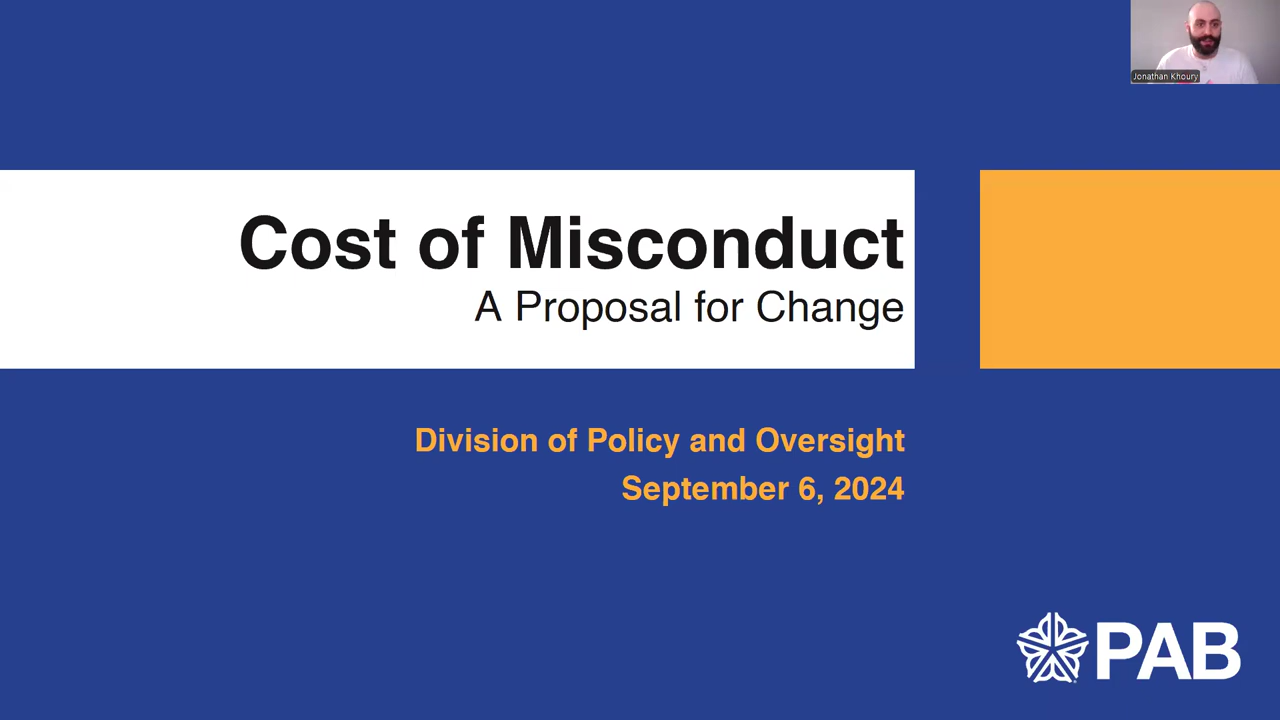 Jonathan Khoury
Cost of Misconduct
A Proposal for Change
Division of Policy and Oversight
September 6, 2024
PAB